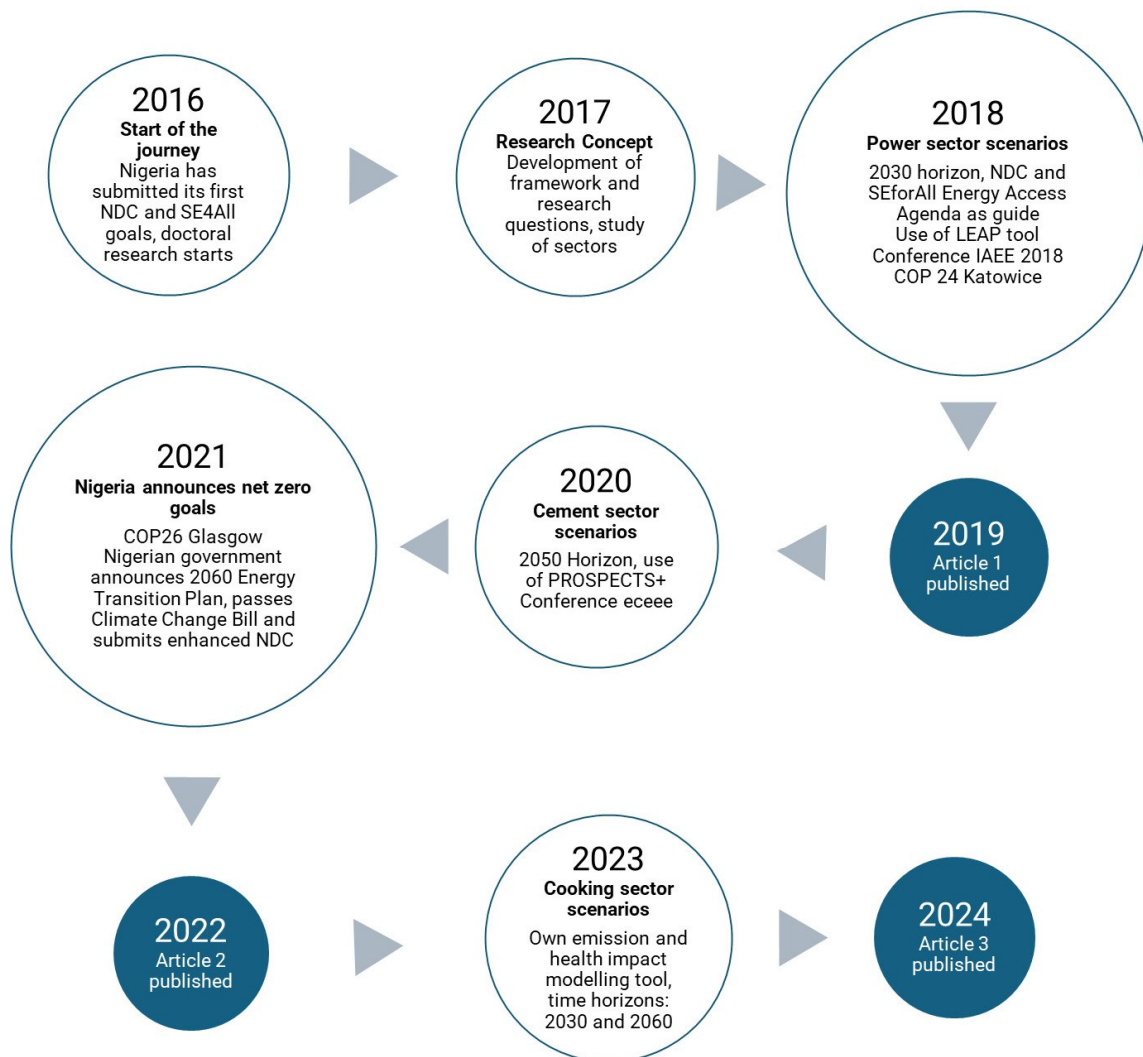 2016
Start of the
journey
Nigeria has
submitted its first
NDC and SE4All
goals, doctoral
research starts
2017
Research Concept
Development of
framework and
research
questions, study
of sectors
2018
Power sector scenarios
2030 horizon, NDC and
SEforAll Energy Access
Agenda as guide
Use of LEAP tool
Conference IAEE 2018
COP 24 Katowice
2019
Article 1
published
2020
Cement sector
scenarios
2050 Horizon, use
of PROSPECTS+
Conference eceee
2021
Nigeria announces net zero
goals
COP26 Glasgow
Nigerian government
announces 2060 Energy
Transition Plan, passes
Climate Change Bill and
submits enhanced NDC
2022
Article 2
published
2023
Cooking sector
scenarios
Own emission and
health impact
modelling tool,
time horizons:
2030 and 2060
2024
Article 3
published